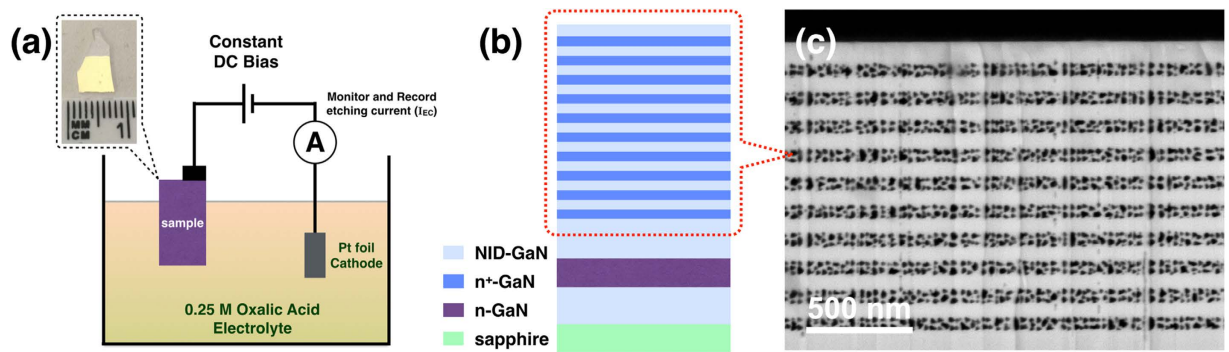 (a)
Constant
DC Bias
Monitor and Record
etching current (IEC)
A
MM
CM
1
sample
Pt foil
Cathode
0.25 M Oxalic Acid
Electrolyte
(b)
NID-GaN
n⁺-GaN
n-GaN
sapphire
(c)
500 nm